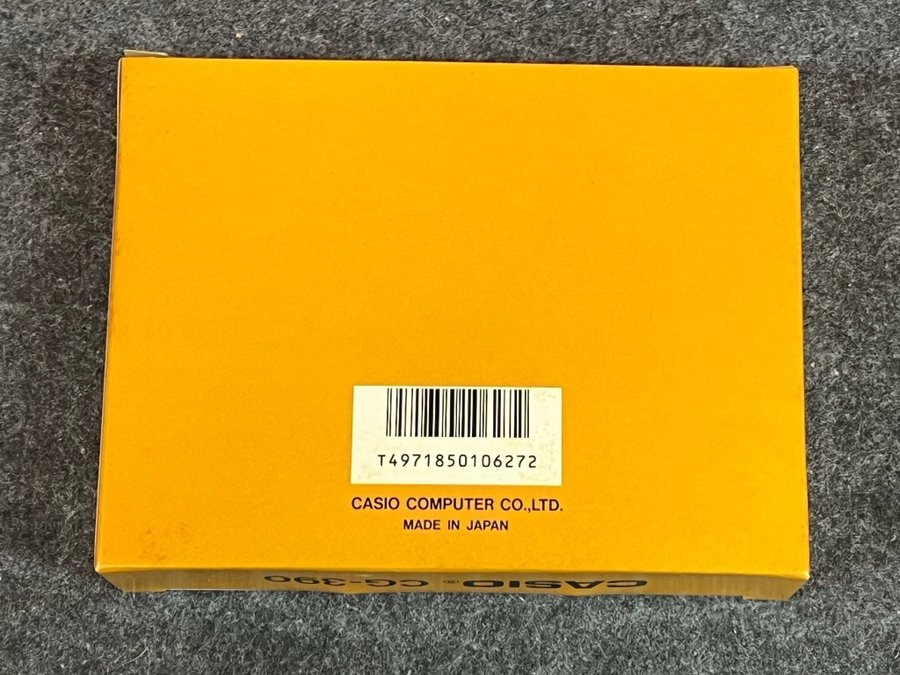 T4971850106272
CASIO COMPUTER CO.,LTD.
MADE IN JAPAN
CASIO® CG-390